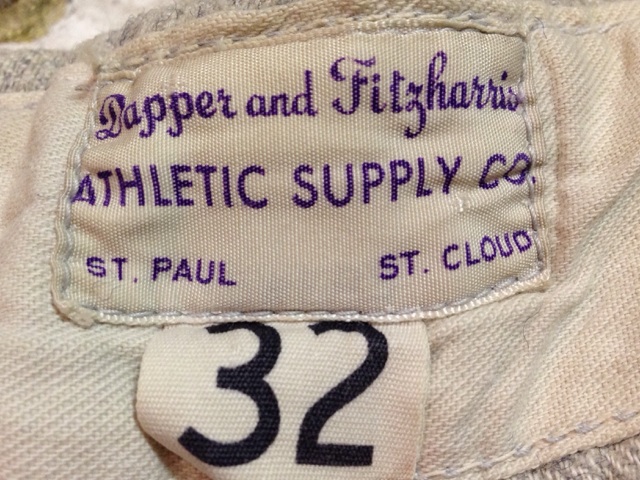 Dapper and Fitzharris
ATHLETIC SUPPLY CO.
ST. PAUL ST. CLOUD
32